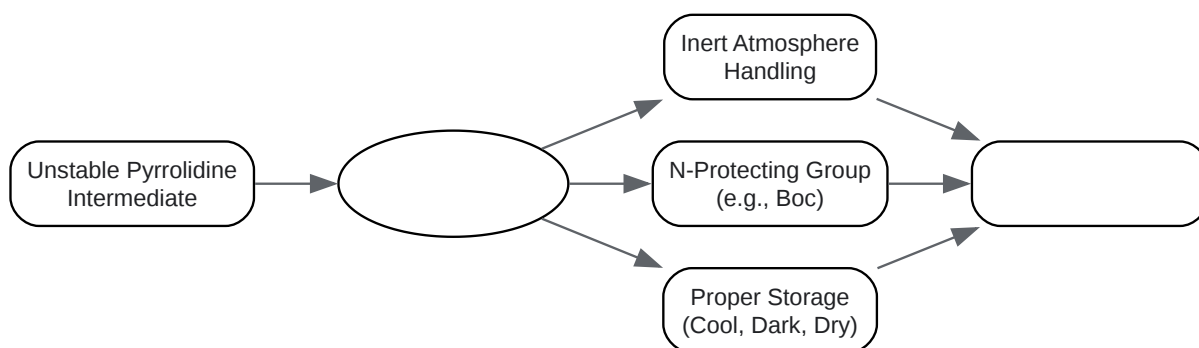 Inert Atmosphere
Handling
Unstable Pyrrolidine
Intermediate
N-Protecting Group
(e.g., Boc)
Proper Storage
(Cool, Dark, Dry)